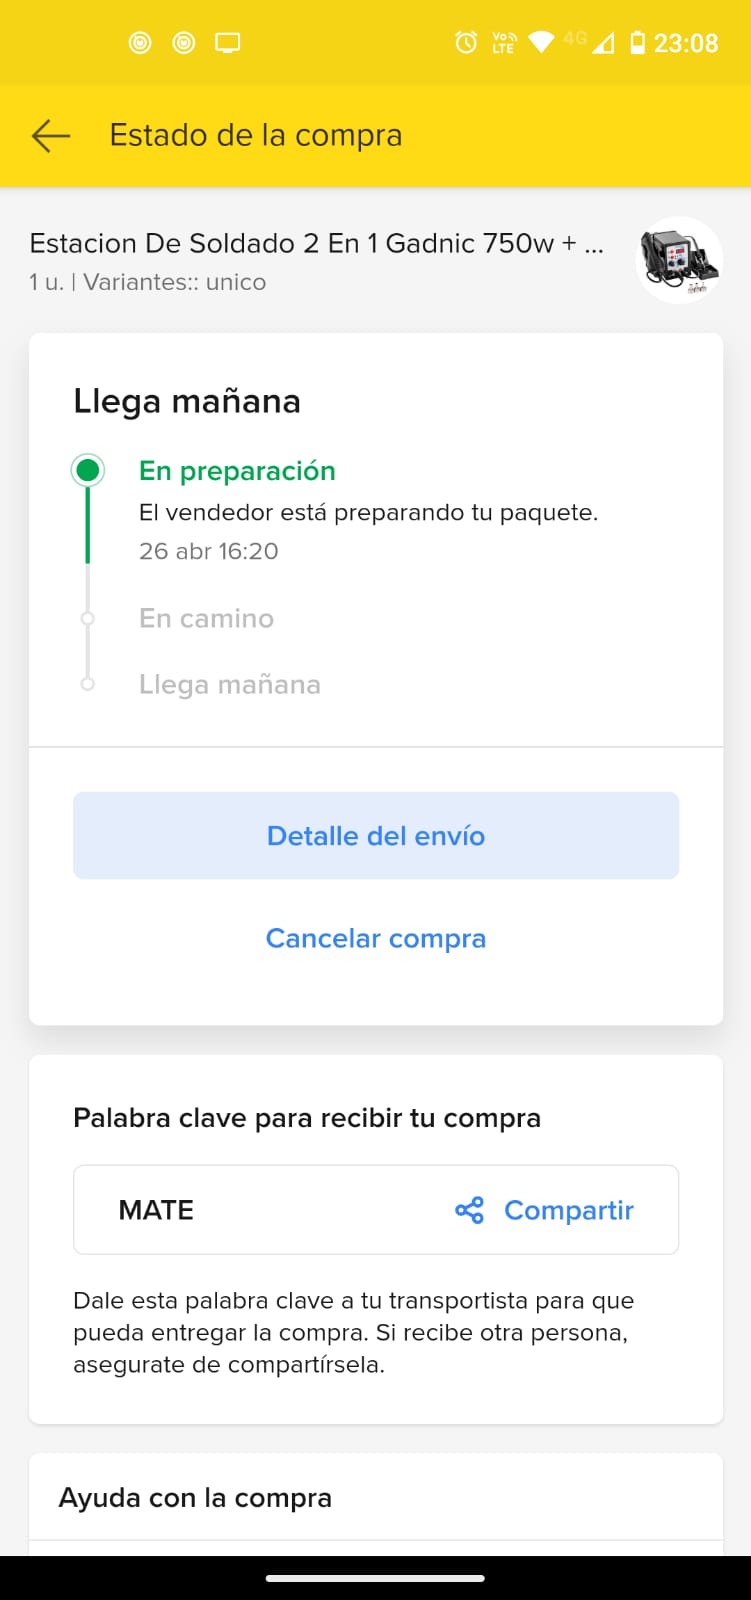 VoLTE 4G 23:08
Estado de la compra
Estacion De Soldado 2 En 1 Gadnic 750w + ...
1 u. | Variantes:: unico
Llega mañana
En preparación
El vendedor está preparando tu paquete.
26 abr 16:20
En camino
Llega mañana
Detalle del envío
Cancelar compra
Palabra clave para recibir tu compra
MATE Compartir
Dale esta palabra clave a tu transportista para que
pueda entregar la compra. Si recibe otra persona,
asegurate de compartírsela.
Ayuda con la compra